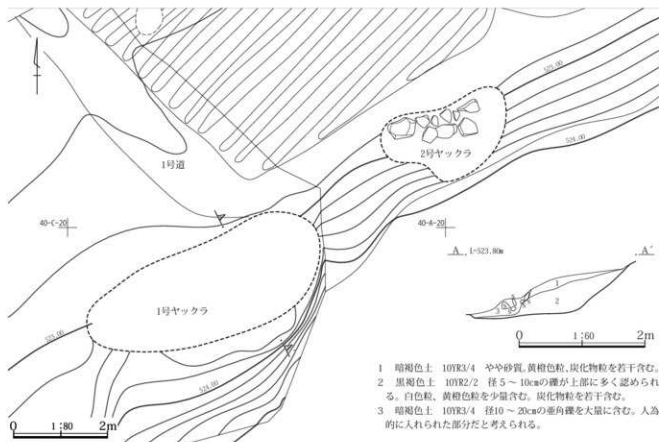 523.00
524.00
2号ヤックラ
1号道
40-C-20
40-A-20
A
A L=523.80m A´
1号ヤックラ
1
2
3
523.00
524.00
A´
0 1:60 2m
0 1:80 2m
1 暗褐色土 10YR3/4 やや砂質。黄橙色粒、炭化物粒を若干含む。
2 黒褐色土 10YR2/2 径5～10cmの礫が上部に多く認められ
る。白色粒、黄橙色粒を少量含む。炭化物粒を若干含む。
3 暗褐色土 10YR3/4 径10～20cmの亜角礫を大量に含む。人為
的に入れられた部分だと考えられる。